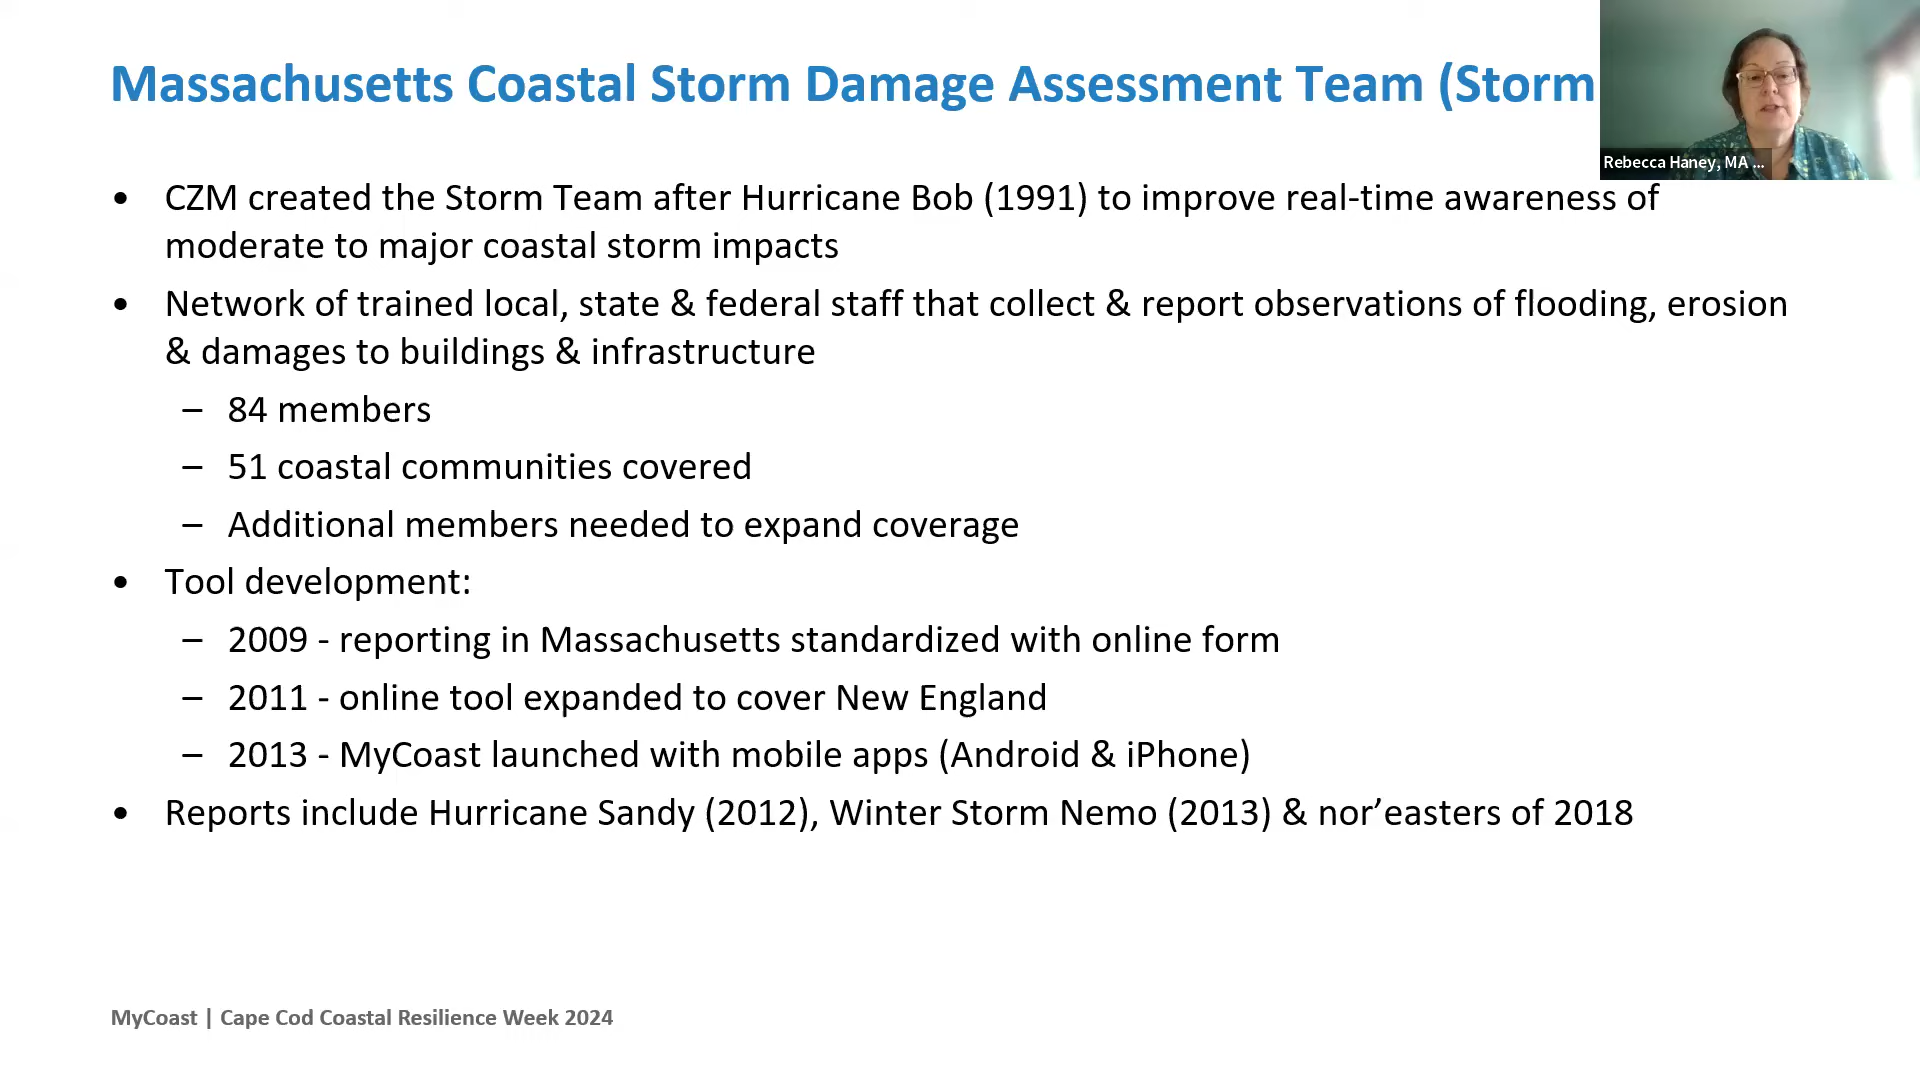 Massachusetts Coastal Storm Damage Assessment Team (Storm
Rebecca Haney, MA ...
• CZM created the Storm Team after Hurricane Bob (1991) to improve real-time awareness of
moderate to major coastal storm impacts
• Network of trained local, state & federal staff that collect & report observations of flooding, erosion
& damages to buildings & infrastructure
– 84 members
– 51 coastal communities covered
– Additional members needed to expand coverage
• Tool development:
– 2009 - reporting in Massachusetts standardized with online form
– 2011 - online tool expanded to cover New England
– 2013 - MyCoast launched with mobile apps (Android & iPhone)
• Reports include Hurricane Sandy (2012), Winter Storm Nemo (2013) & nor’easters of 2018
MyCoast | Cape Cod Coastal Resilience Week 2024